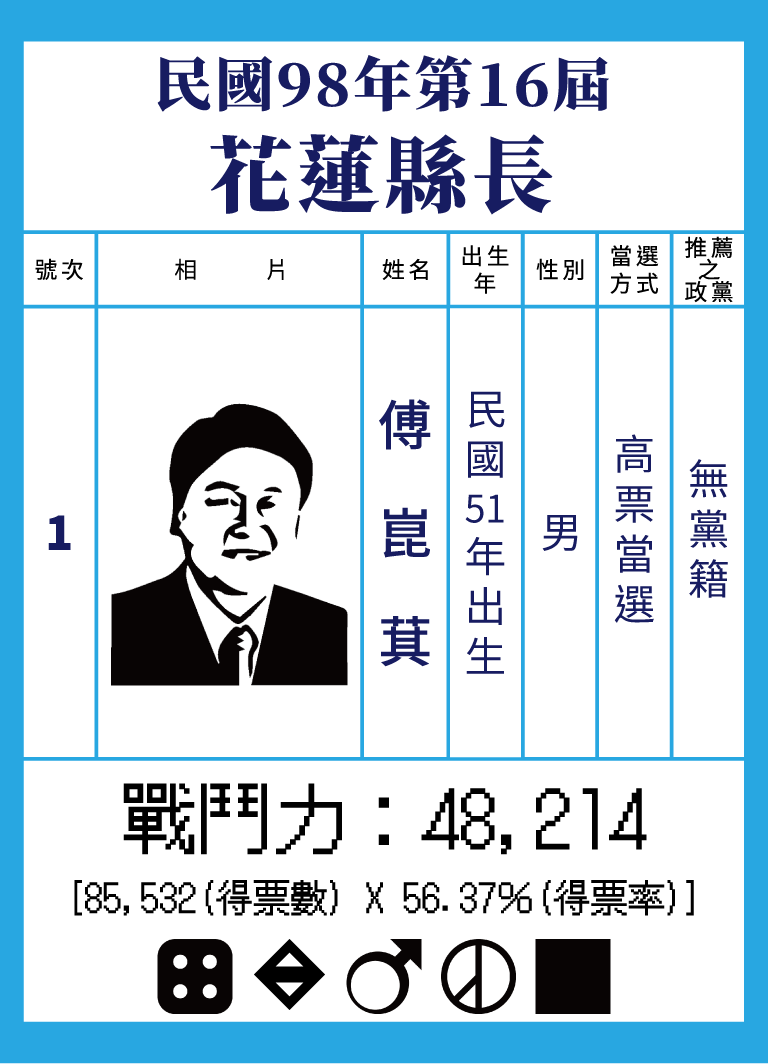 民國98年第16屆
花蓮縣長
號次
相 片
姓名
出生
年
性別
當選
方式
推薦
之
政黨
1
傅崑萁
民國51年出生
男
高票當選
無黨籍
戰鬥力：48,214
[85,532(得票數) X 56.37%(得票率)]